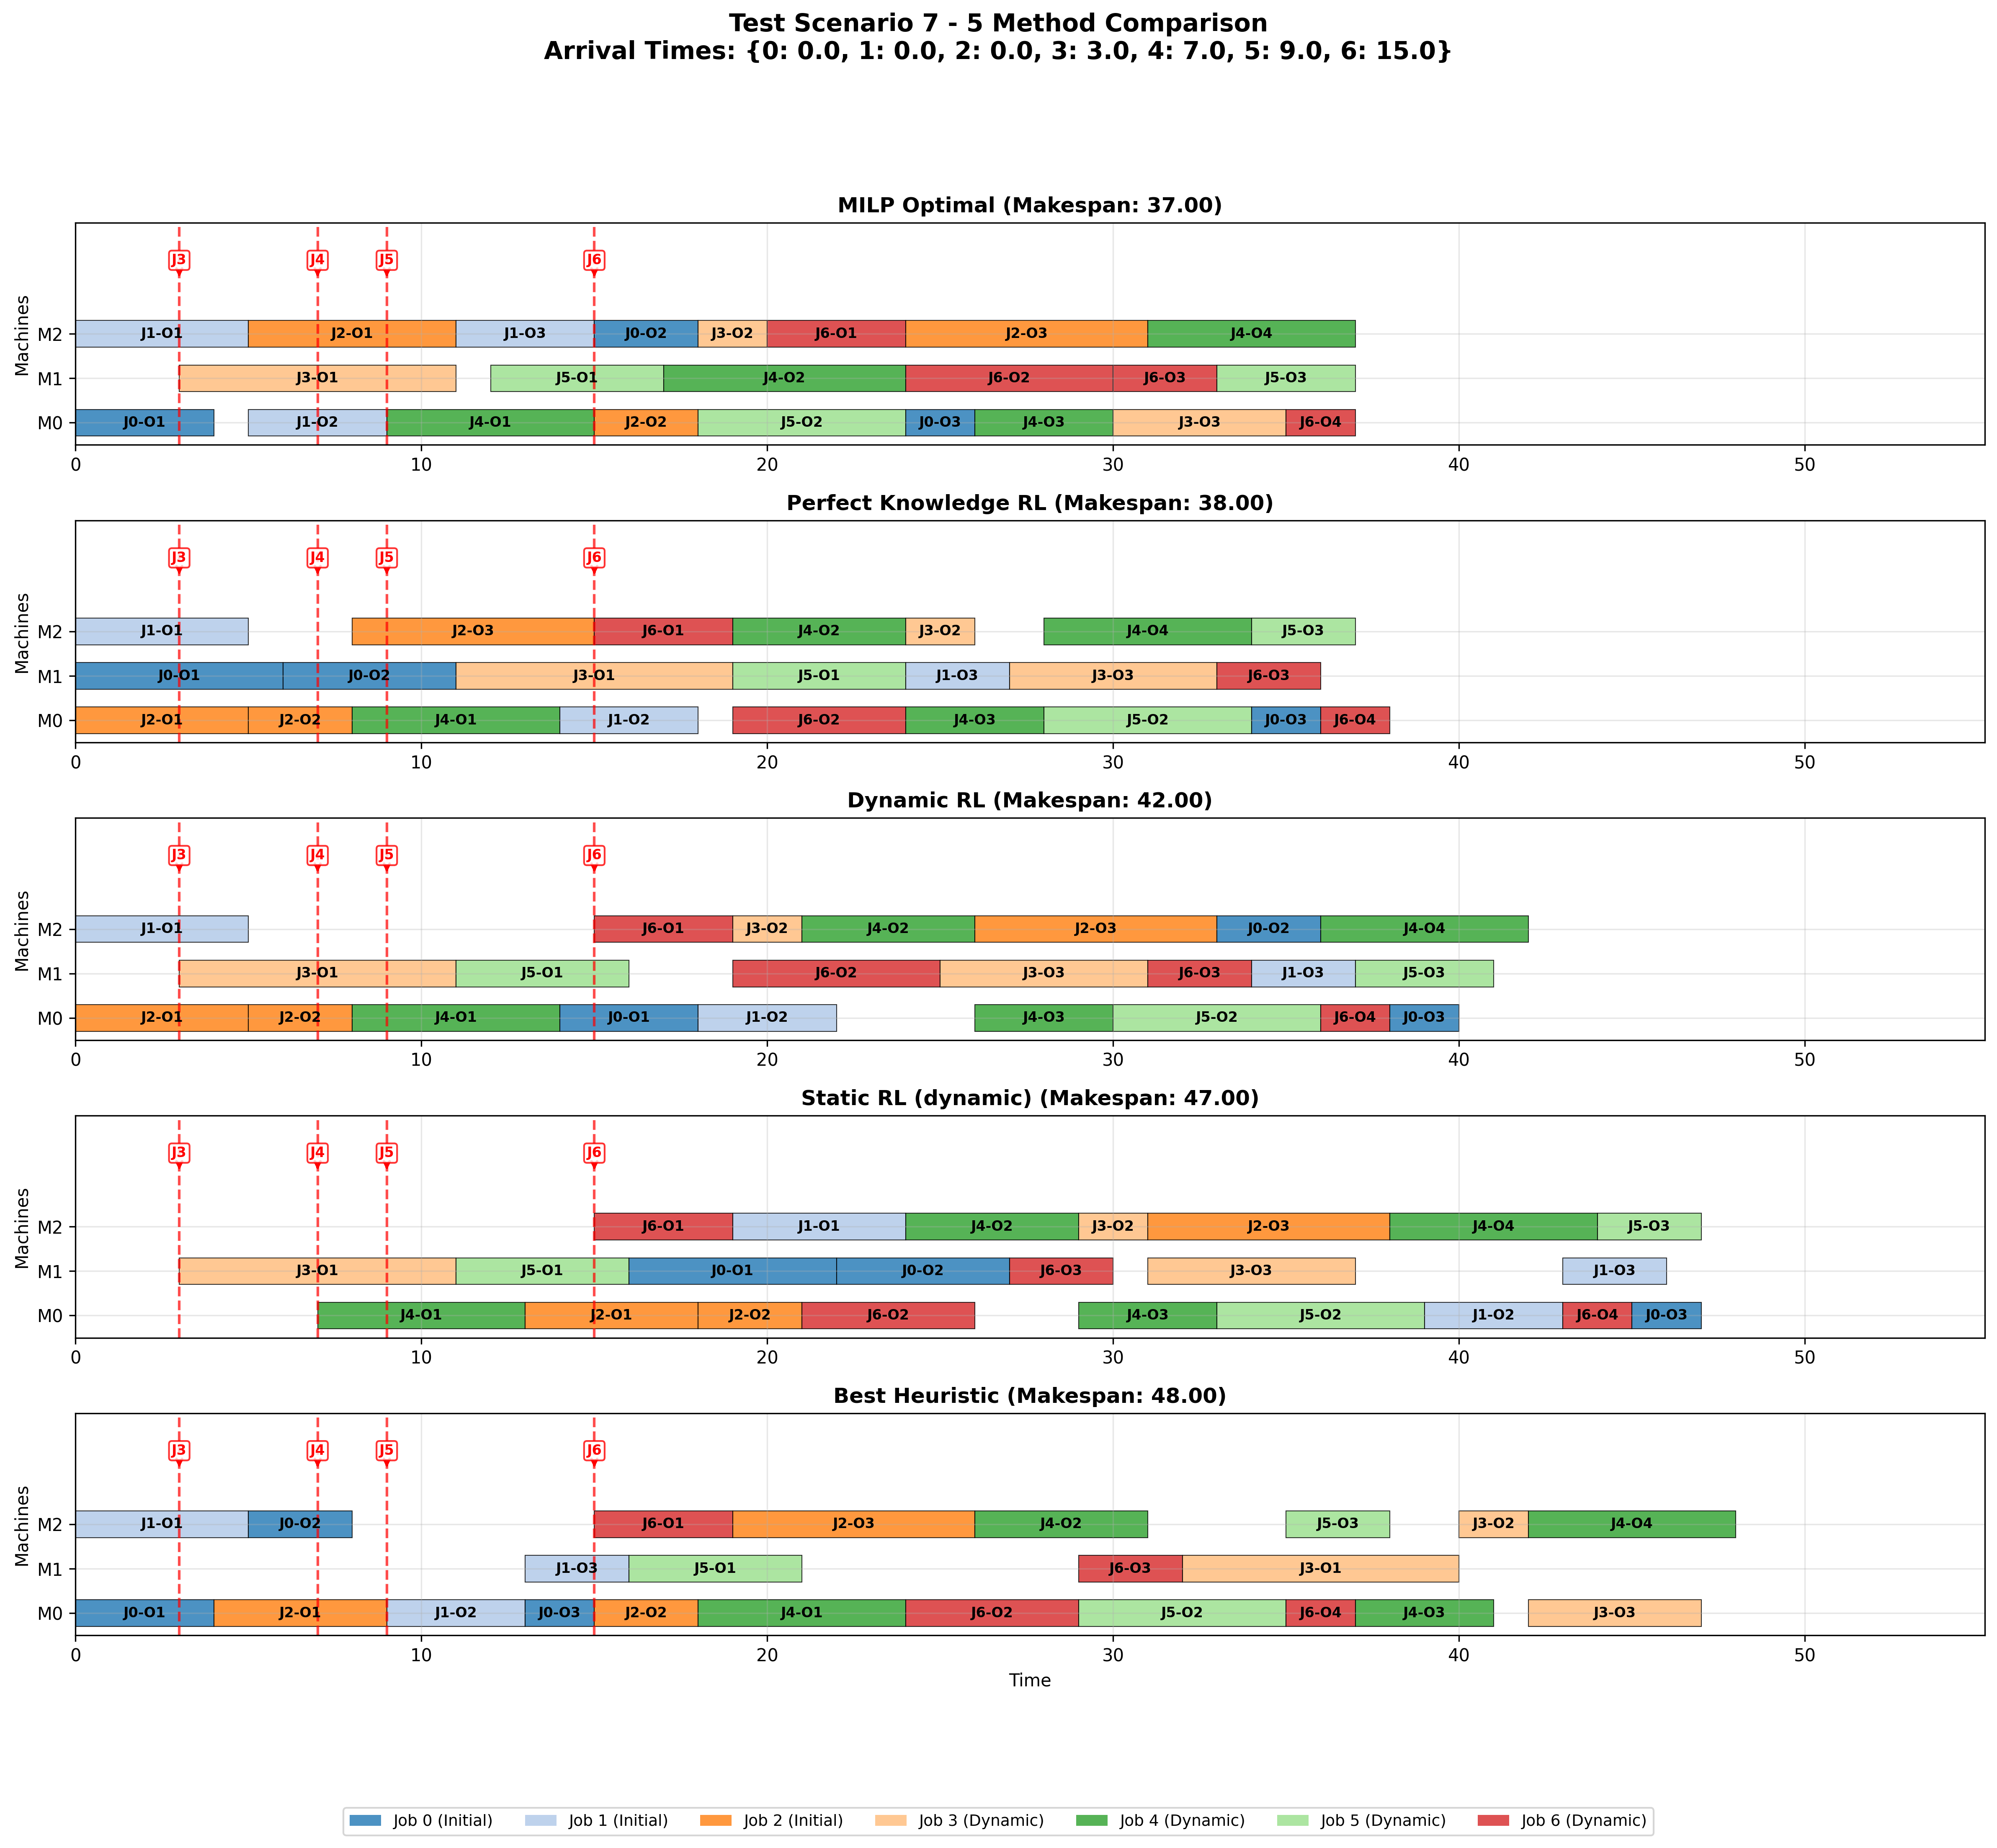 Test Scenario 7 - 5 Method Comparison
Arrival Times: {0: 0.0, 1: 0.0, 2: 0.0, 3: 3.0, 4: 7.0, 5: 9.0, 6: 15.0}
MILP Optimal (Makespan: 37.00)
J3 J4 J5 J6
Machines
M2 J1-O1 J2-O1 J1-O3 J0-O2 J3-O2 J6-O1 J2-O3 J4-O4
M1 J3-O1 J5-O1 J4-O2 J6-O2 J6-O3 J5-O3
M0 J0-O1 J1-O2 J4-O1 J2-O2 J5-O2 J0-O3 J4-O3 J3-O3 J6-O4
0 10 20 30 40 50
Perfect Knowledge RL (Makespan: 38.00)
J3 J4 J5 J6
Machines
M2 J1-O1 J2-O3 J6-O1 J4-O2 J3-O2 J4-O4 J5-O3
M1 J0-O1 J0-O2 J3-O1 J5-O1 J1-O3 J3-O3 J6-O3
M0 J2-O1 J2-O2 J4-O1 J1-O2 J6-O2 J4-O3 J5-O2 J0-O3 J6-O4
0 10 20 30 40 50
Dynamic RL (Makespan: 42.00)
J3 J4 J5 J6
Machines
M2 J1-O1 J6-O1 J3-O2 J4-O2 J2-O3 J0-O2 J4-O4
M1 J3-O1 J5-O1 J6-O2 J3-O3 J6-O3 J1-O3 J5-O3
M0 J2-O1 J2-O2 J4-O1 J0-O1 J1-O2 J4-O3 J5-O2 J6-O4 J0-O3
0 10 20 30 40 50
Static RL (dynamic) (Makespan: 47.00)
J3 J4 J5 J6
Machines
M2 J6-O1 J1-O1 J4-O2 J3-O2 J2-O3 J4-O4 J5-O3
M1 J3-O1 J5-O1 J0-O1 J0-O2 J6-O3 J3-O3 J1-O3
M0 J4-O1 J2-O1 J2-O2 J6-O2 J4-O3 J5-O2 J1-O2 J6-O4 J0-O3
0 10 20 30 40 50
Best Heuristic (Makespan: 48.00)
J3 J4 J5 J6
Machines
M2 J1-O1 J0-O2 J6-O1 J2-O3 J4-O2 J5-O3 J3-O2 J4-O4
M1 J1-O3 J5-O1 J6-O3 J3-O1
M0 J0-O1 J2-O1 J1-O2 J0-O3 J2-O2 J4-O1 J6-O2 J5-O2 J6-O4 J4-O3 J3-O3
0 10 20 30 40 50
Time
Job 0 (Initial) Job 1 (Initial) Job 2 (Initial) Job 3 (Dynamic) Job 4 (Dynamic) Job 5 (Dynamic) Job 6 (Dynamic)